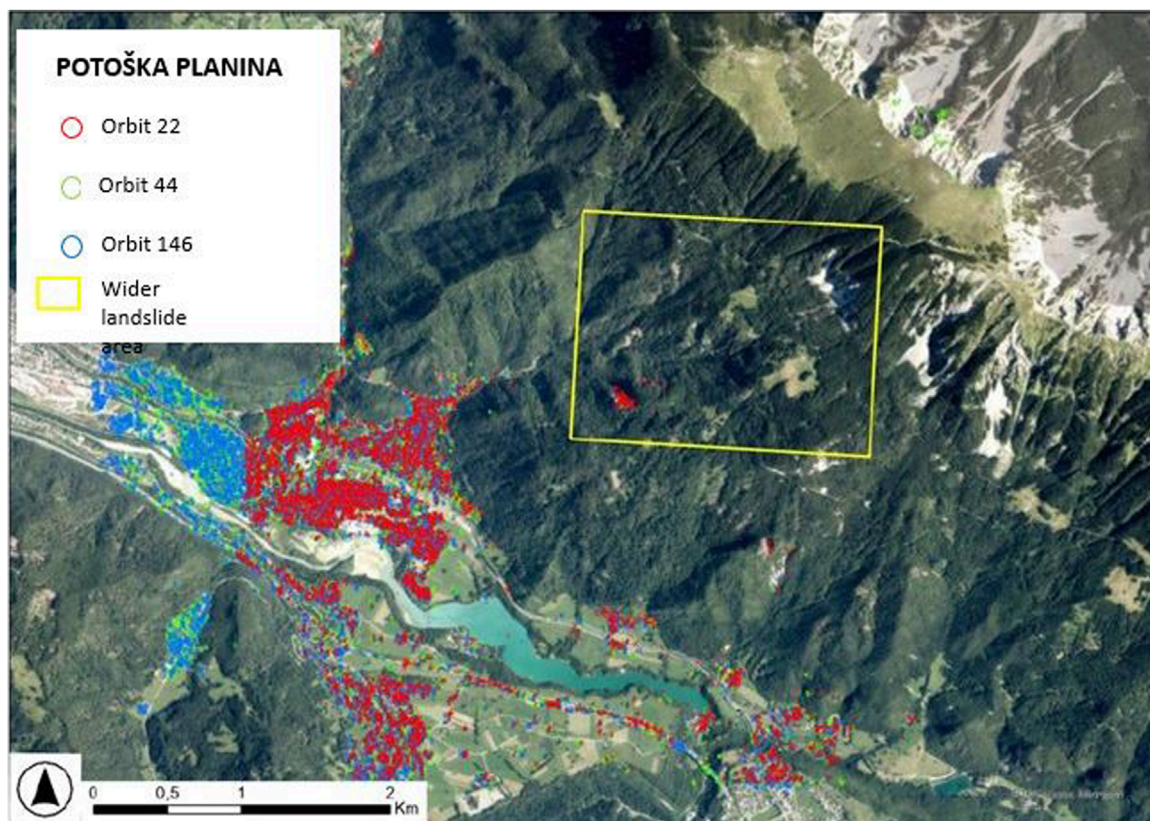 POTOŠKA PLANINA
Orbit 22
Orbit 44
Orbit 146
Wider
landslide
area
0 0,5 1 2
Km